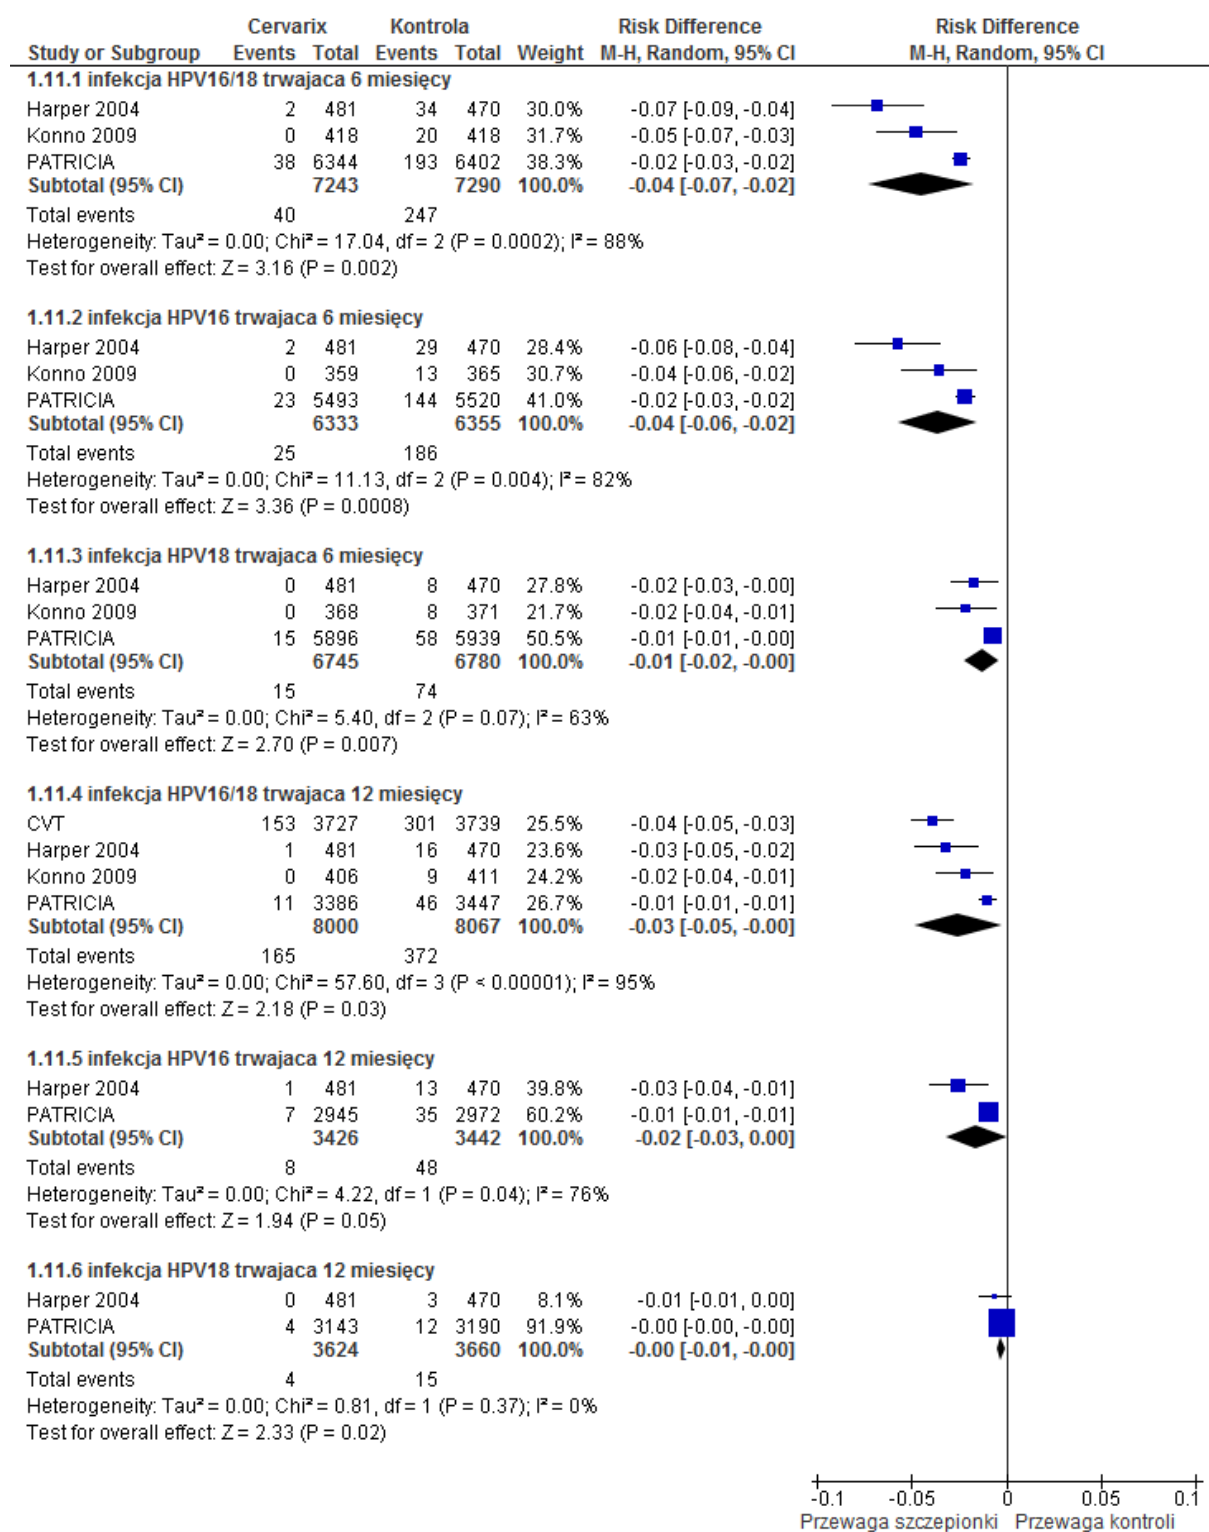 Cervarix Kontrola Risk Difference Risk Difference
Study or Subgroup Events Total Events Total Weight M-H, Random, 95% CI M-H, Random, 95% CI
1.11.1 infekcja HPV16/18 trwajaca 6 miesięcy
Harper 2004 2 481 34 470 30.0% -0.07 [-0.09, -0.04]
Konno 2009 0 418 20 418 31.7% -0.05 [-0.07, -0.03]
PATRICIA 38 6344 193 6402 38.3% -0.02 [-0.03, -0.02]
Subtotal (95% CI) 7243 7290 100.0% -0.04 [-0.07, -0.02]
Total events 40 247
Heterogeneity: Tau² = 0.00; Chi² = 17.04, df = 2 (P = 0.0002); I² = 88%
Test for overall effect: Z = 3.16 (P = 0.002)
1.11.2 infekcja HPV16 trwajaca 6 miesięcy
Harper 2004 2 481 29 470 28.4% -0.06 [-0.08, -0.04]
Konno 2009 0 359 13 365 30.7% -0.04 [-0.06, -0.02]
PATRICIA 23 5493 144 5520 41.0% -0.02 [-0.03, -0.02]
Subtotal (95% CI) 6333 6355 100.0% -0.04 [-0.06, -0.02]
Total events 25 186
Heterogeneity: Tau² = 0.00; Chi² = 11.13, df = 2 (P = 0.004); I² = 82%
Test for overall effect: Z = 3.36 (P = 0.0008)
1.11.3 infekcja HPV18 trwajaca 6 miesięcy
Harper 2004 0 481 8 470 27.8% -0.02 [-0.03, -0.00]
Konno 2009 0 368 8 371 21.7% -0.02 [-0.04, -0.01]
PATRICIA 15 5896 58 5939 50.5% -0.01 [-0.01, -0.00]
Subtotal (95% CI) 6745 6780 100.0% -0.01 [-0.02, -0.00]
Total events 15 74
Heterogeneity: Tau² = 0.00; Chi² = 5.40, df = 2 (P = 0.07); I² = 63%
Test for overall effect: Z = 2.70 (P = 0.007)
1.11.4 infekcja HPV16/18 trwajaca 12 miesięcy
CVT 153 3727 301 3739 25.5% -0.04 [-0.05, -0.03]
Harper 2004 1 481 16 470 23.6% -0.03 [-0.05, -0.02]
Konno 2009 0 406 9 411 24.2% -0.02 [-0.04, -0.01]
PATRICIA 11 3386 46 3447 26.7% -0.01 [-0.01, -0.01]
Subtotal (95% CI) 8000 8067 100.0% -0.03 [-0.05, -0.00]
Total events 165 372
Heterogeneity: Tau² = 0.00; Chi² = 57.60, df = 3 (P < 0.00001); I² = 95%
Test for overall effect: Z = 2.18 (P = 0.03)
1.11.5 infekcja HPV16 trwajaca 12 miesięcy
Harper 2004 1 481 13 470 39.8% -0.03 [-0.04, -0.01]
PATRICIA 7 2945 35 2972 60.2% -0.01 [-0.01, -0.01]
Subtotal (95% CI) 3426 3442 100.0% -0.02 [-0.03, 0.00]
Total events 8 48
Heterogeneity: Tau² = 0.00; Chi² = 4.22, df = 1 (P = 0.04); I² = 76%
Test for overall effect: Z = 1.94 (P = 0.05)
1.11.6 infekcja HPV18 trwajaca 12 miesięcy
Harper 2004 0 481 3 470 8.1% -0.01 [-0.01, 0.00]
PATRICIA 4 3143 12 3190 91.9% -0.00 [-0.00, -0.00]
Subtotal (95% CI) 3624 3660 100.0% -0.00 [-0.01, -0.00]
Total events 4 15
Heterogeneity: Tau² = 0.00; Chi² = 0.81, df = 1 (P = 0.37); I² = 0%
Test for overall effect: Z = 2.33 (P = 0.02)
-0.1 -0.05 0 0.05 0.1
Przewaga szczepionki Przewaga kontroli